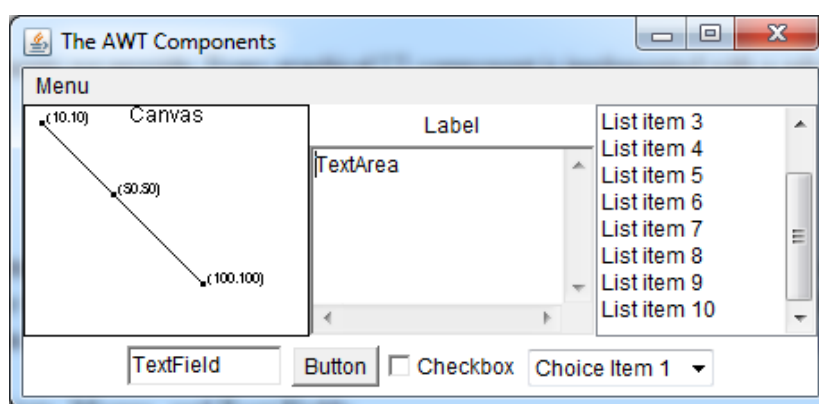 The AWT Components
Menu
Canvas
(10.10)
(50.50)
(100.100)
Label
TextArea
List item 3
List item 4
List item 5
List item 6
List item 7
List item 8
List item 9
List item 10
TextField
Button
Checkbox
Choice Item 1